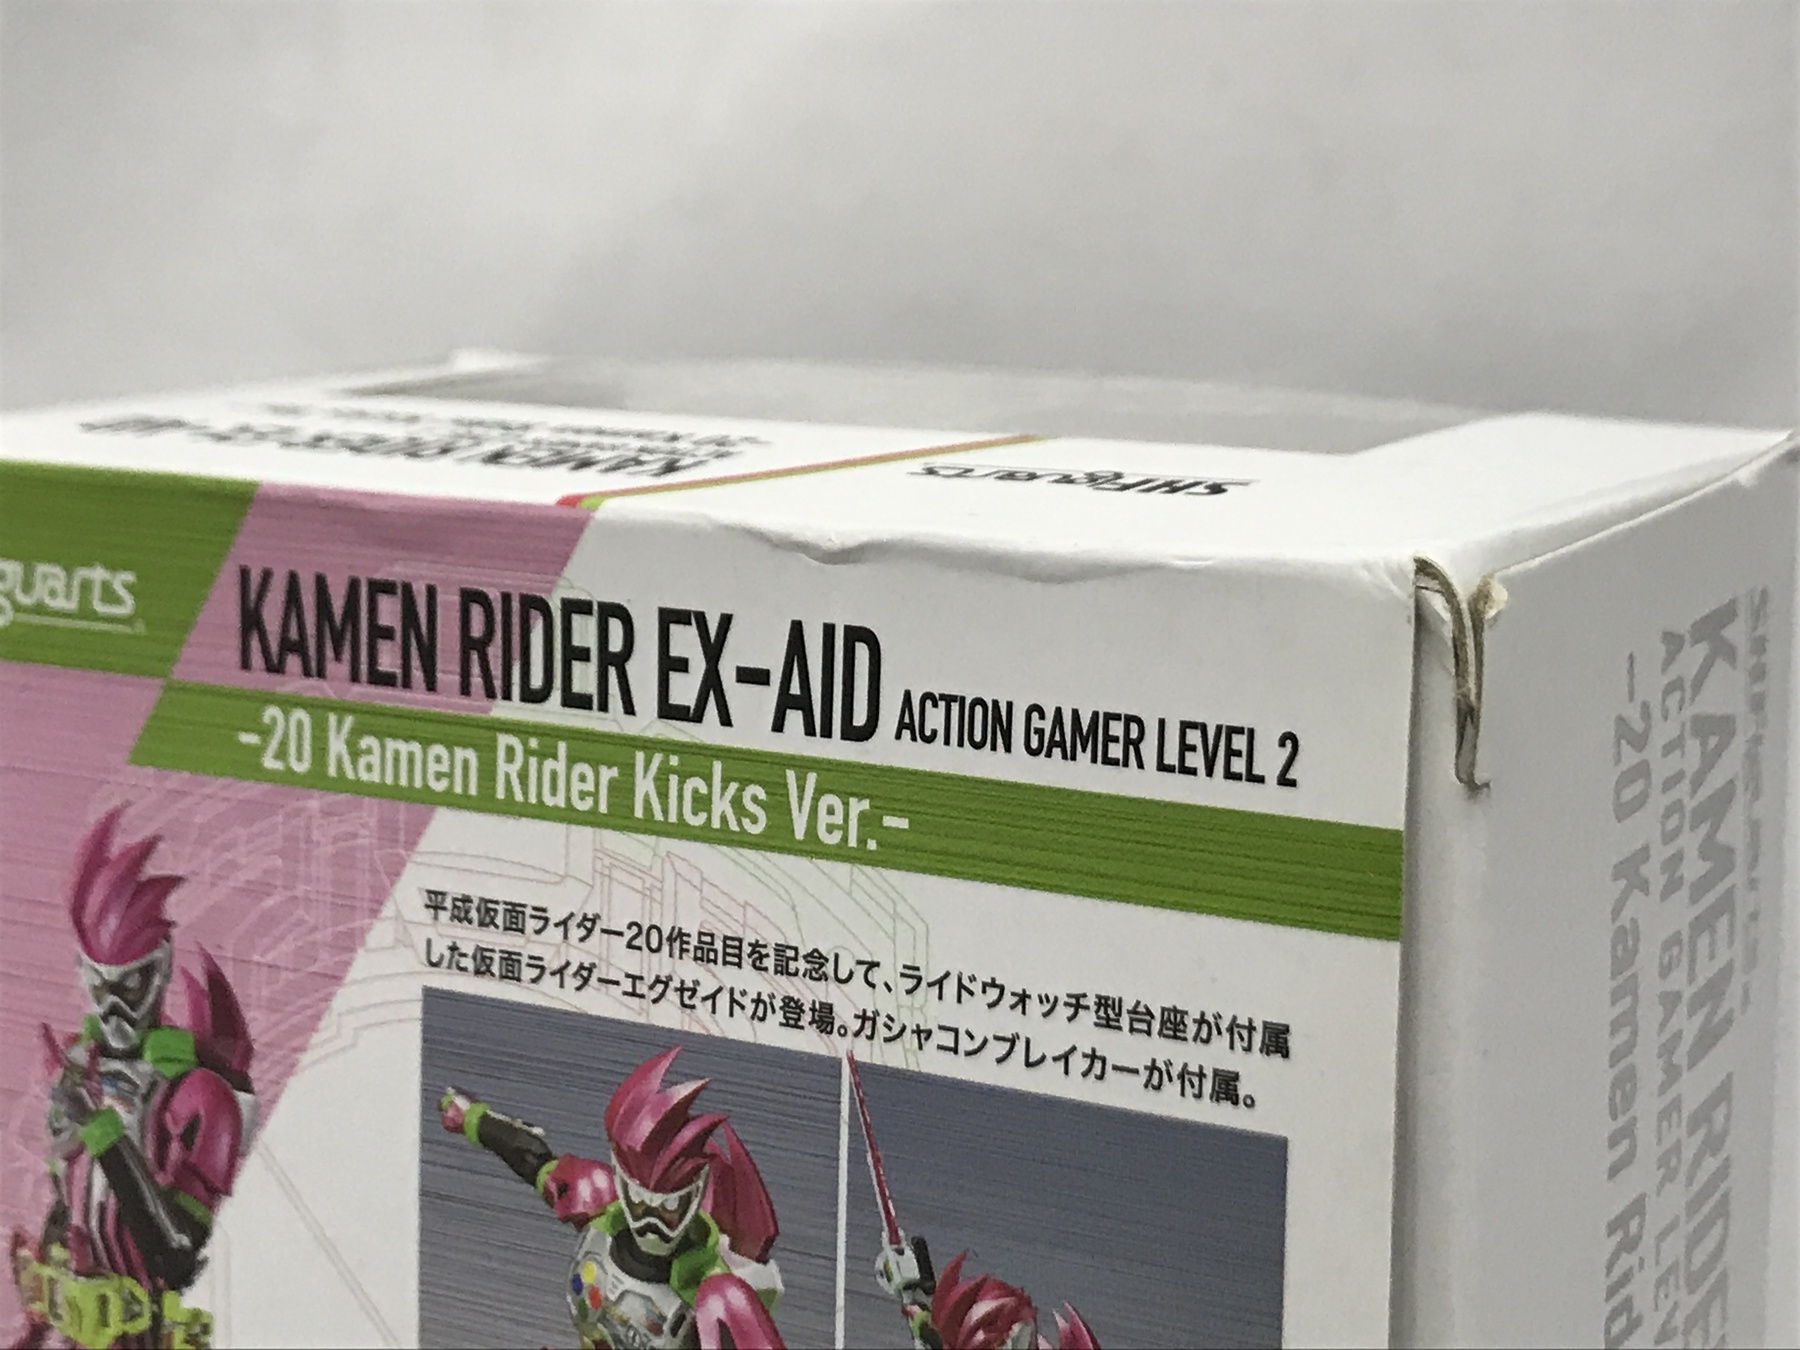 KAMEN RIDER EX-AID
S.H.Figuarts
guarts
KAMEN RIDER EX-AID ACTION GAMER LEVEL 2
-20 Kamen Rider Kicks Ver.-
平成仮面ライダー20作品目を記念して、ライドウォッチ型台座が付属
した仮面ライダーエグゼイドが登場。ガシャコンブレイカーが付属。
KAMEN RIDE
ACTION GAMER LEV
-20 Kamen Rid